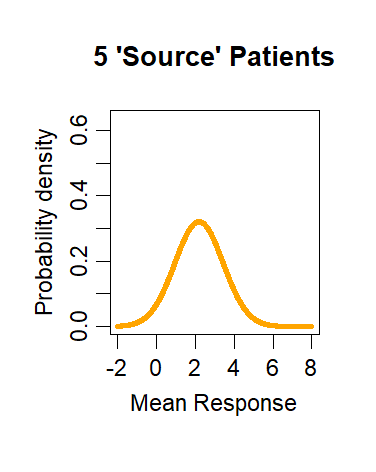 5 'Source' Patients
Probability density
0.6
0.4
0.2
0.0
-2 0 2 4 6 8
Mean Response